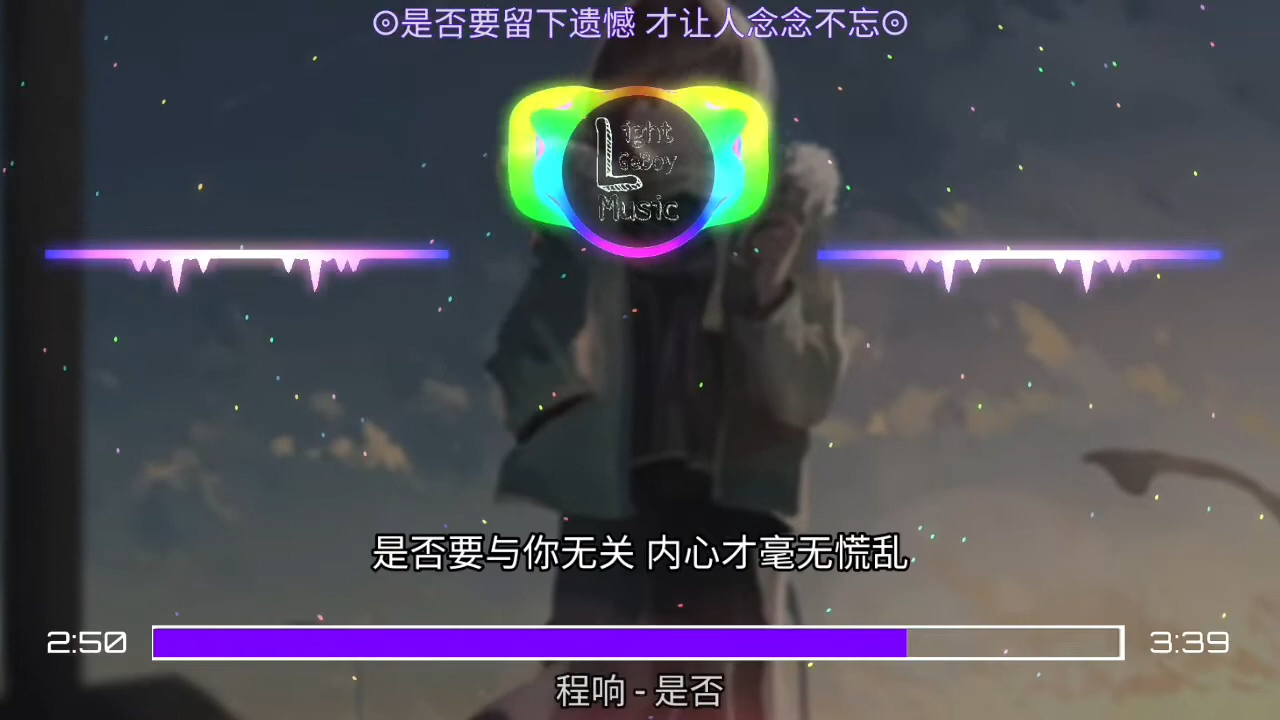 ⊙是否要留下遗憾 才让人念念不忘⊙
Light
GeBoy
Music
是否要与你无关 内心才毫无慌乱
2:50 3:39
程响 - 是否